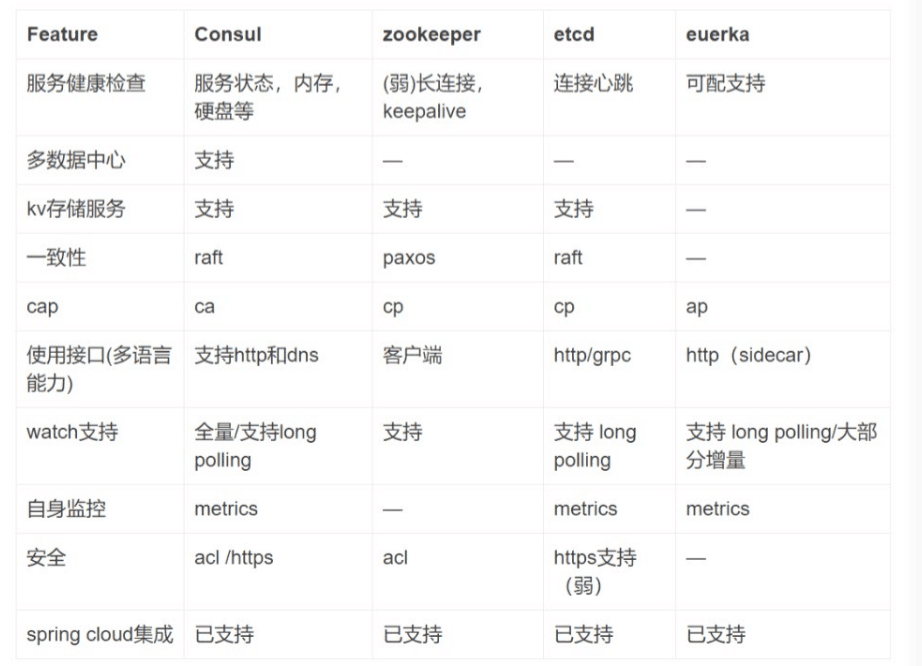 Feature Consul zookeeper etcd euerka
服务健康检查 服务状态，内存， (弱)长连接， 连接心跳 可配支持
硬盘等 keepalive
多数据中心 支持 — — —
kv存储服务 支持 支持 支持 —
一致性 raft paxos raft —
cap ca cp cp ap
使用接口(多语言 支持http和dns 客户端 http/grpc http（sidecar）
能力)
watch支持 全量/支持long 支持 支持 long 支持 long polling/大部
polling polling 分增量
自身监控 metrics — metrics metrics
安全 acl /https acl https支持 —
（弱）
spring cloud集成 已支持 已支持 已支持 已支持